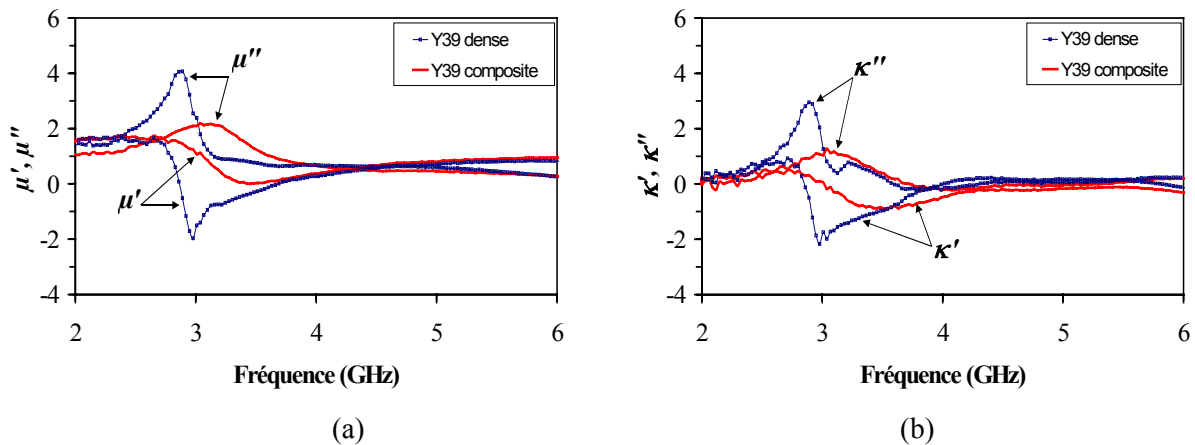 6
4
2
0
-2
-4
μ', μ''
Y39 dense
Y39 composite
μ''
μ'
2 3 4 5 6
Fréquence (GHz)
(a)
6
4
2
0
-2
-4
κ', κ''
Y39 dense
Y39 composite
κ''
κ'
2 3 4 5 6
Fréquence (GHz)
(b)